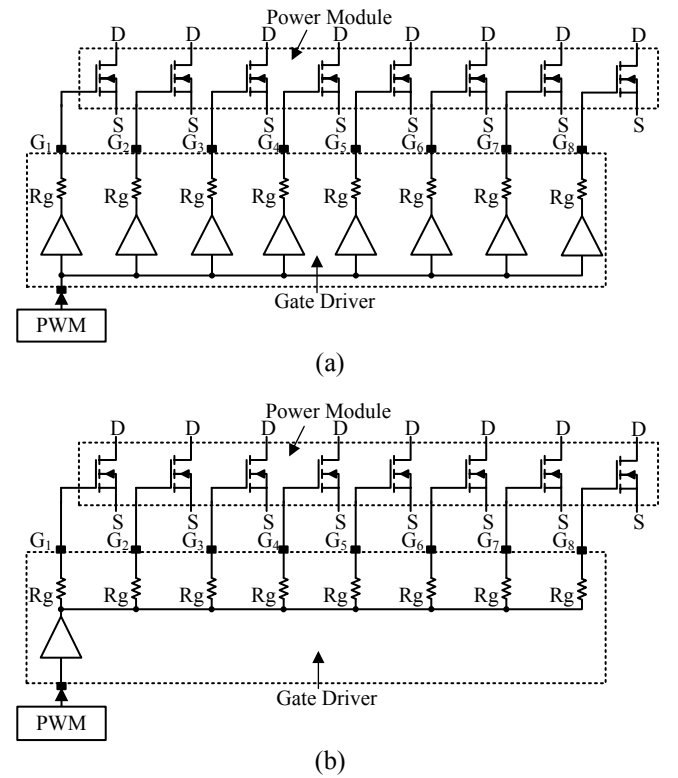 Power Module
D D D D D D D D
S S S S S S S S
G1 G2 G3 G4 G5 G6 G7 G8
Rg Rg Rg Rg Rg Rg Rg Rg
Gate Driver
PWM
(a)
Power Module
D D D D D D D D
S S S S S S S S
G1 G2 G3 G4 G5 G6 G7 G8
Rg Rg Rg Rg Rg Rg Rg Rg
Gate Driver
PWM
(b)